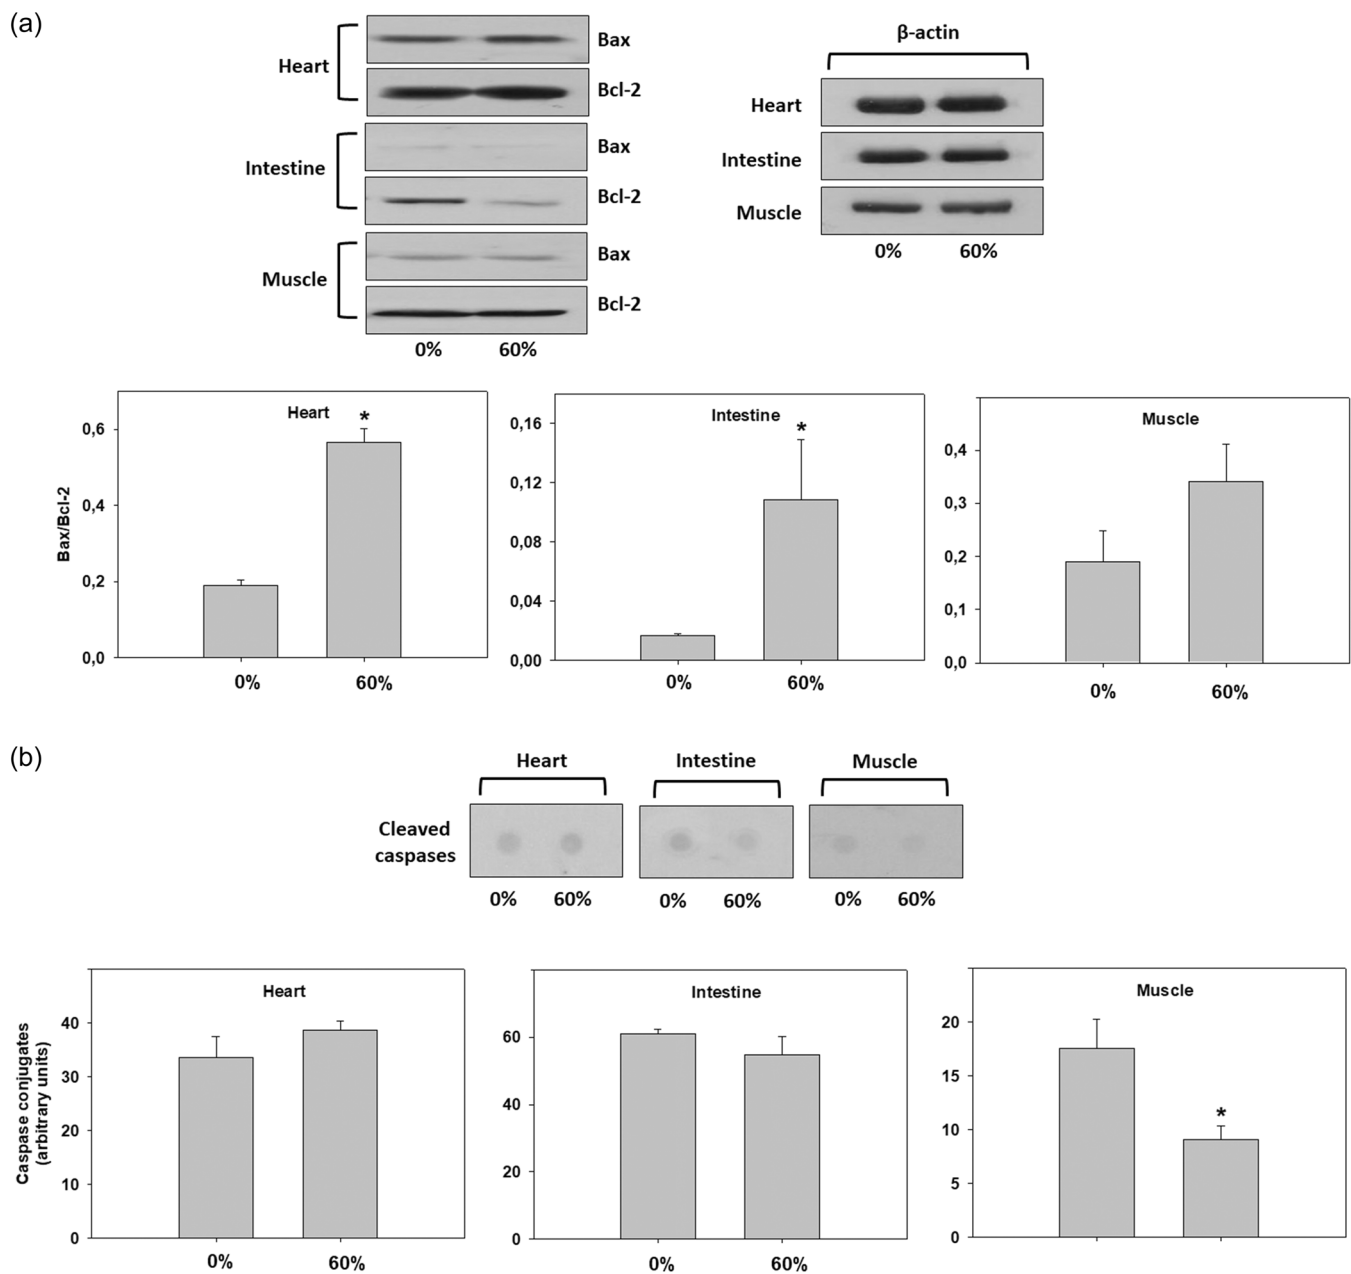 (a)
Heart
Bax
Bcl-2
Intestine
Bax
Bcl-2
Muscle
Bax
Bcl-2
0% 60%
β-actin
Heart
Intestine
Muscle
0% 60%
Bax/Bcl-2
Heart
*
0,6
0,4
0,2
0,0
0% 60%
Intestine
*
0,16
0,12
0,08
0,04
0,00
0% 60%
Muscle
0,4
0,3
0,2
0,1
0,0
0% 60%
(b)
Heart Intestine Muscle
Cleaved
caspases
0% 60% 0% 60% 0% 60%
Caspase conjugates
(arbitrary units)
Heart
40
30
20
10
0
0% 60%
Intestine
60
40
20
0
0% 60%
Muscle
*
20
15
10
5
0